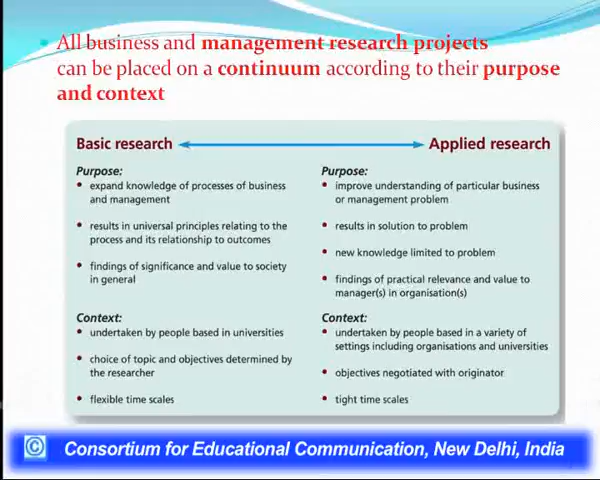 • All business and management research projects
can be placed on a continuum according to their purpose
and context
Basic research
Applied research
Purpose:
• expand knowledge of processes of business
and management
• results in universal principles relating to the
process and its relationship to outcomes
• findings of significance and value to society
in general
Context:
• undertaken by people based in universities
• choice of topic and objectives determined by
the researcher
• flexible time scales
Purpose:
• improve understanding of particular business
or management problem
• results in solution to problem
• new knowledge limited to problem
• findings of practical relevance and value to
manager(s) in organisation(s)
Context:
• undertaken by people based in a variety of
settings including organisations and universities
• objectives negotiated with originator
• tight time scales
© Consortium for Educational Communication, New Delhi, India